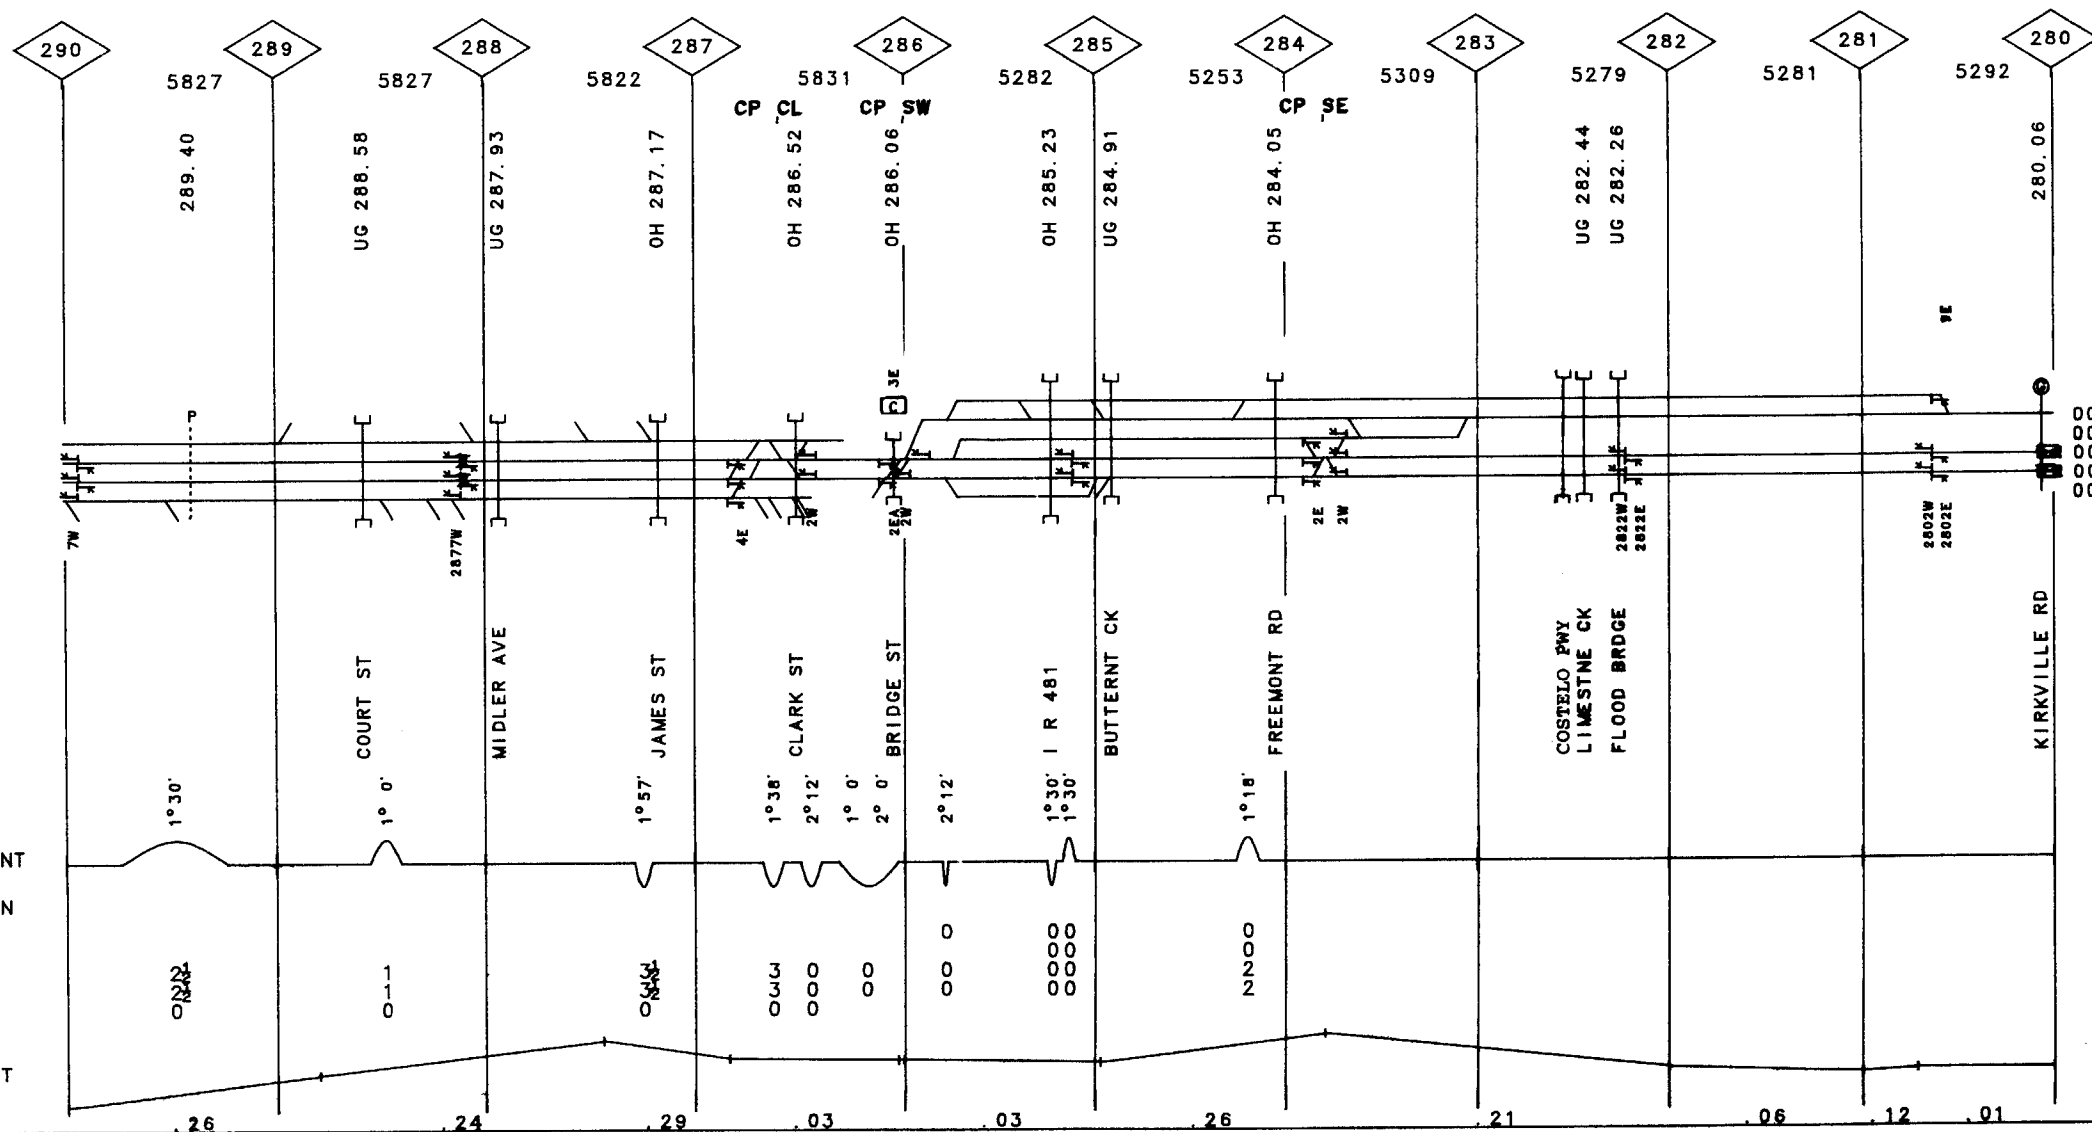 290 289 288 287 286 285 284 283 282 281 280
5827 5827 5822 5831 5282 5253 5309 5279 5281 5292
CP CL CP SW CP SE
289.40
UG 288.58
UG 287.93
OH 287.17
OH 286.52
OH 286.06
OH 285.23
UG 284.91
OH 284.05
UG 282.44
UG 282.26
280.06
9E
3E
C
P
7W
2877W
4E
2W
2EA
2W
2E
2W
2822W
2822E
2802W
2802E
COURT ST
MIDLER AVE
JAMES ST
CLARK ST
BRIDGE ST
I R 481
BUTTERNT CK
FREEMONT RD
COSTELO PWY
LIMESTNE CK
FLOOD BRDGE
KIRKVILLE RD
1°30'
1° 0'
1°57'
1°38'
2°12'
1° 0'
2° 0'
2°12'
1°30'
1°30'
1°18'
NT
N
0 00 0
00 0
1 3 0 0 0 00 2
1 3 0 0 0 00 2
0 0 0 0 0
T
.26 .24 .29 .03 .03 .26 .21 .06 .12 .01